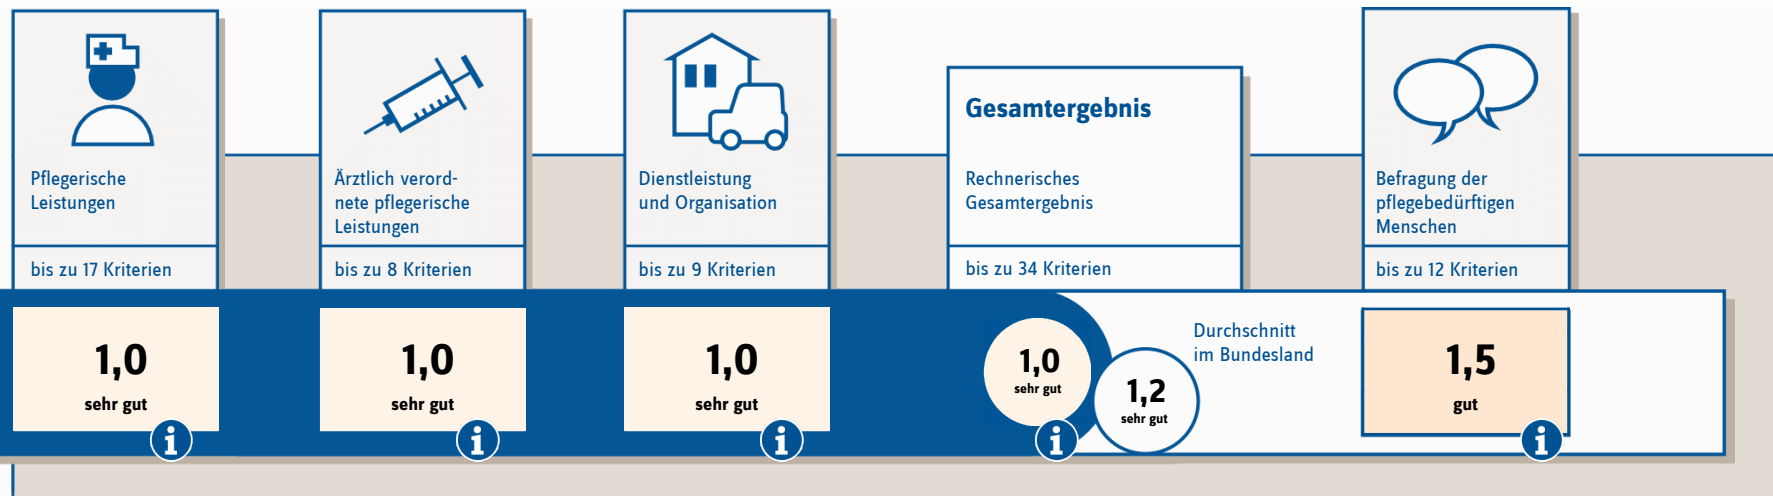 Pflegerische
Leistungen
bis zu 17 Kriterien
1,0
sehr gut
i
Ärztlich verord-
nete pflegerische
Leistungen
bis zu 8 Kriterien
1,0
sehr gut
i
Dienstleistung
und Organisation
bis zu 9 Kriterien
1,0
sehr gut
i
Gesamtergebnis
Rechnerisches
Gesamtergebnis
bis zu 34 Kriterien
1,0
sehr gut
i
1,2
sehr gut
Durchschnitt
im Bundesland
Befragung der
pflegebedürftigen
Menschen
bis zu 12 Kriterien
1,5
gut
i